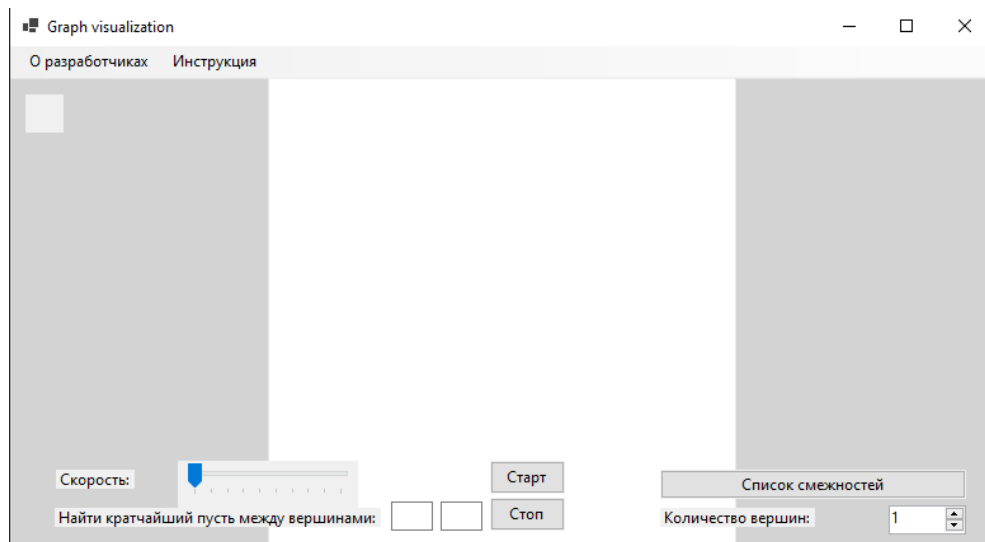 Graph visualization
О разработчиках Инструкция
Скорость:
Старт
Список смежностей
Найти кратчайший пусть между вершинами:
Стоп
Количество вершин:
1